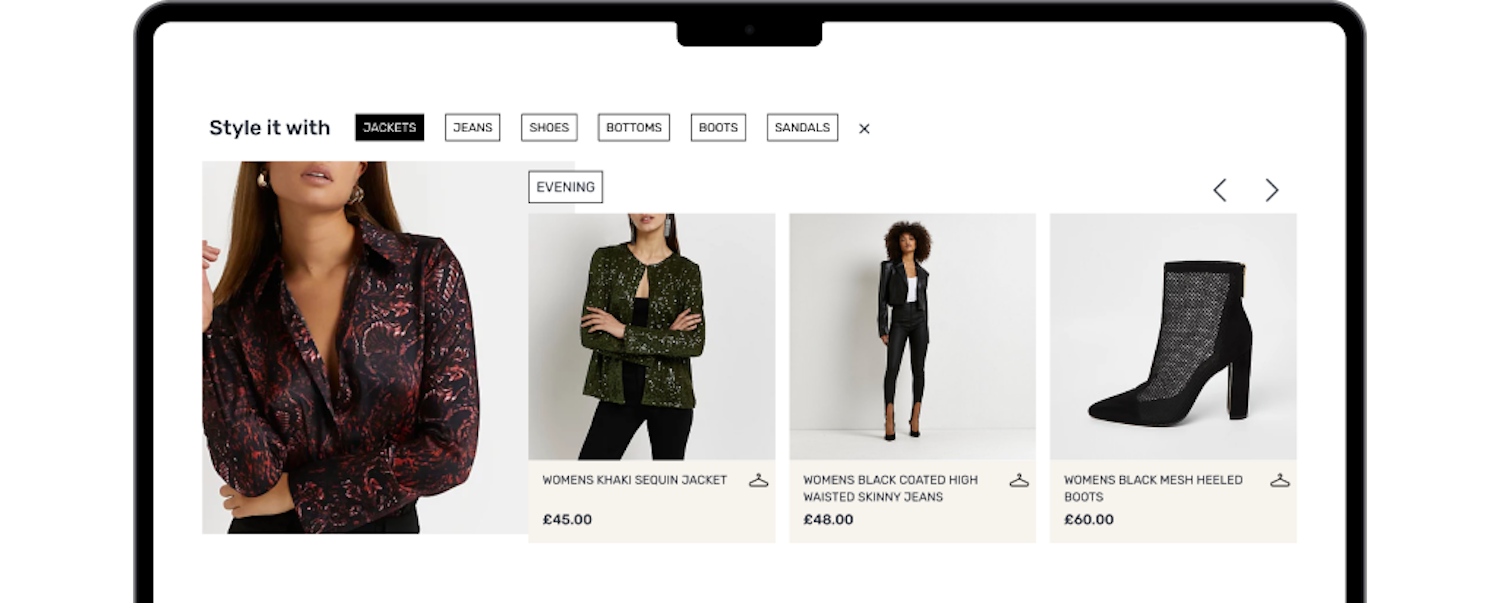 Style it with
JACKETS
JEANS
SHOES
BOTTOMS
BOOTS
SANDALS
EVENING
WOMENS KHAKI SEQUIN JACKET
£45.00
WOMENS BLACK COATED HIGH
WAISTED SKINNY JEANS
£48.00
WOMENS BLACK MESH HEELED
BOOTS
£60.00